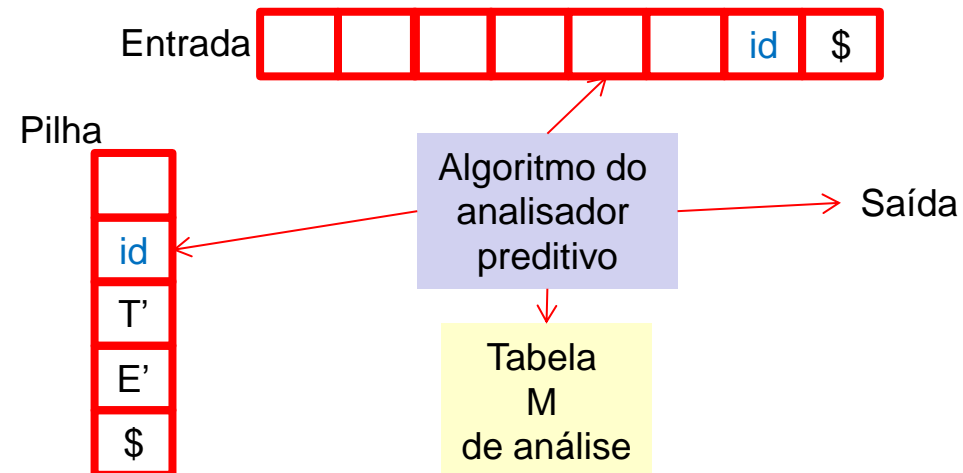 Entrada id $
Pilha
Algoritmo do
analisador
preditivo
Saída
id
T’
E’
$
Tabela
M
de análise